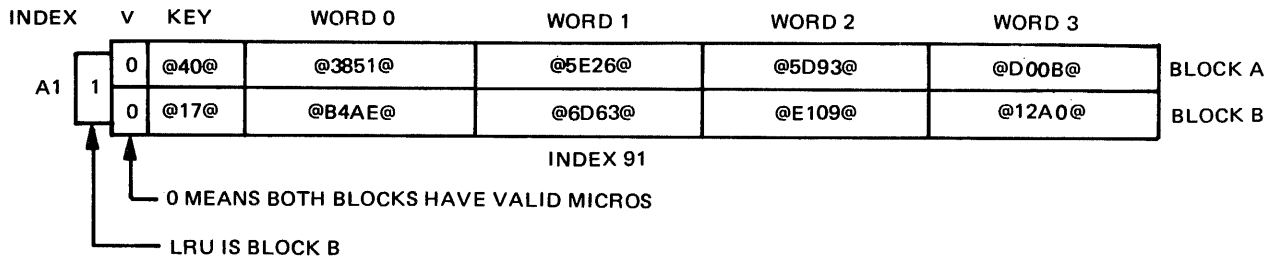 INDEX V KEY WORD 0 WORD 1 WORD 2 WORD 3
A1 1 0 @40@ @3851@ @5E26@ @5D93@ @D00B@ BLOCK A
0 @17@ @B4AE@ @6D63@ @E109@ @12A0@ BLOCK B
INDEX 91
0 MEANS BOTH BLOCKS HAVE VALID MICROS
LRU IS BLOCK B